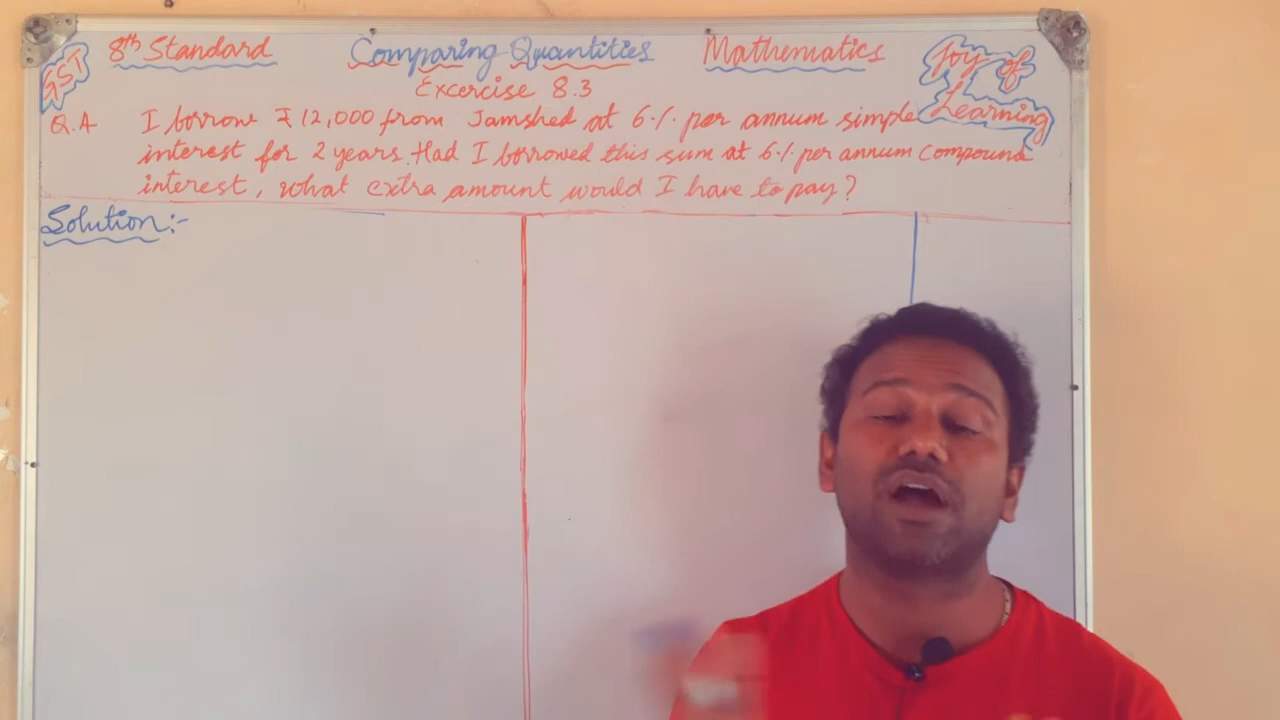 GST
8th Standard
Comparing Quantities
Mathematics
Joy of
Learning
Excercise 8.3
Q.4 I borrow ₹12,000 from Jamshed at 6% per annum simple
interest for 2 years. Had I borrowed this sum at 6% per annum compound
interest, what extra amount would I have to pay?
Solution:-